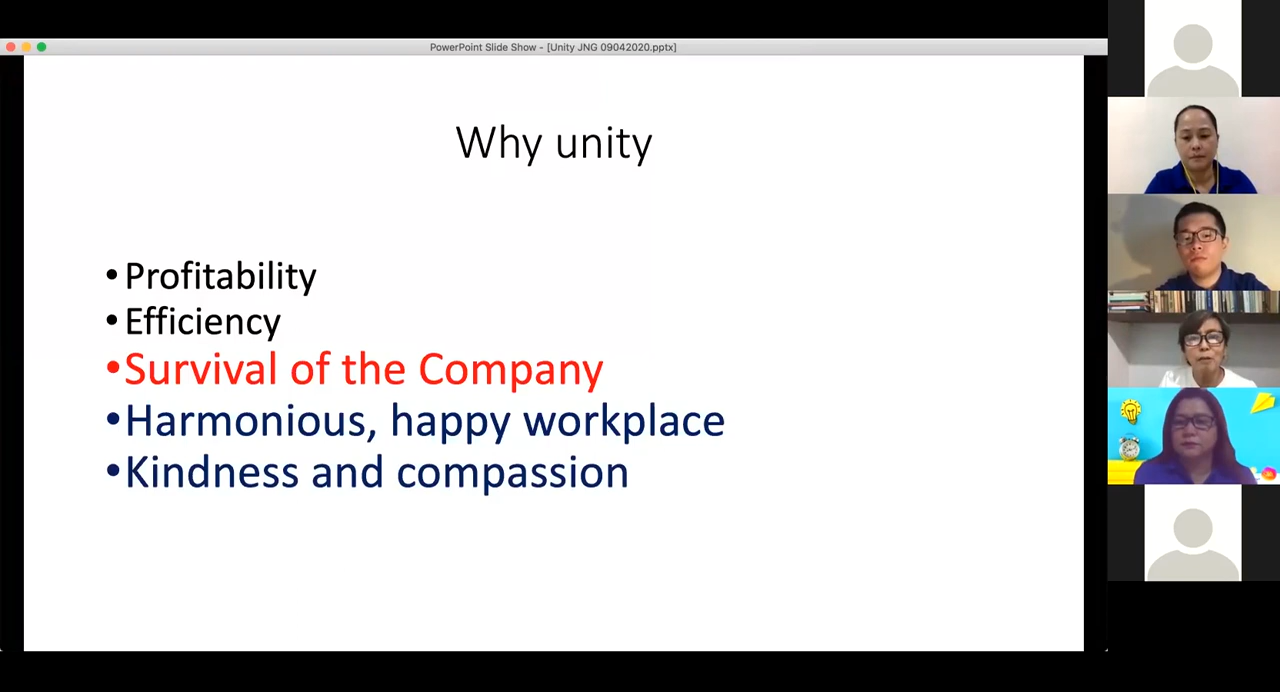 PowerPoint Slide Show - [Unity JNG 09042020.pptx]
Why unity
•Profitability
•Efficiency
•Survival of the Company
•Harmonious, happy workplace
•Kindness and compassion